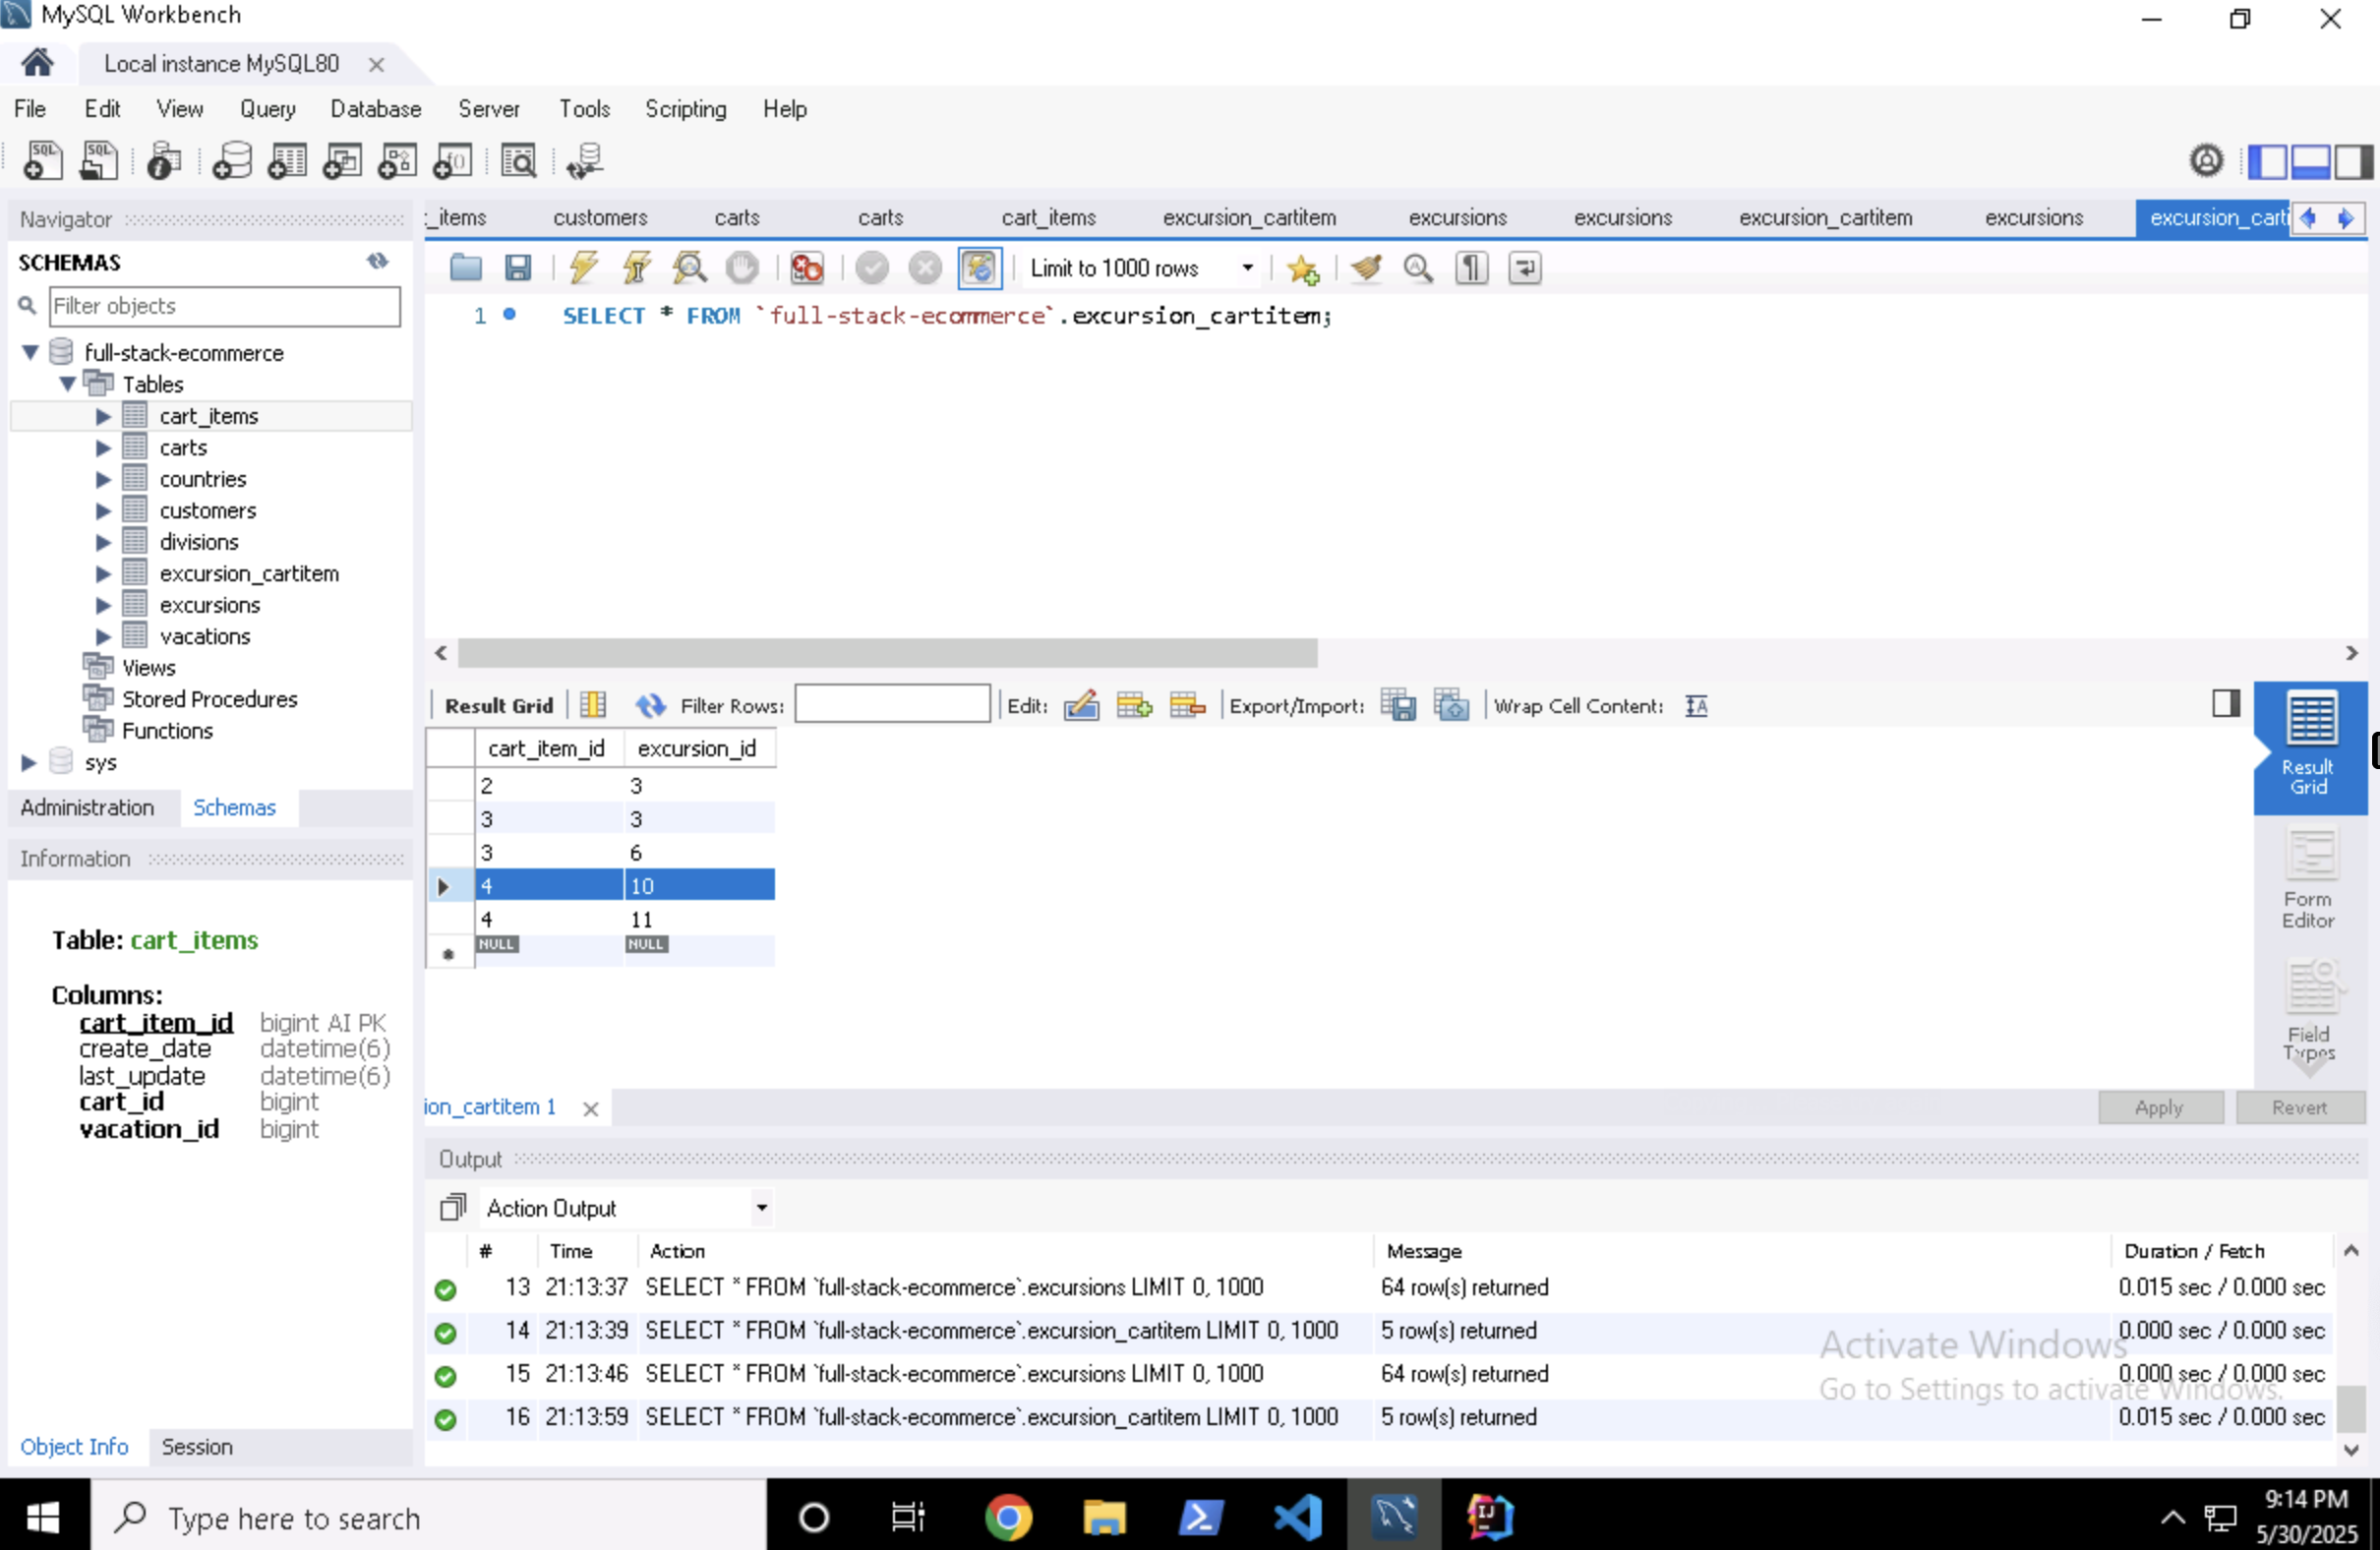 MySQL Workbench
Local instance MySQL80
File Edit View Query Database Server Tools Scripting Help
Navigator
SCHEMAS
Filter objects
full-stack-ecommerce
Tables
cart_items
carts
countries
customers
divisions
excursion_cartitem
excursions
vacations
Views
Stored Procedures
Functions
sys
Administration Schemas
Information
Table: cart_items
Columns:
cart_item_id bigint AI PK
create_date datetime(6)
last_update datetime(6)
cart_id bigint
vacation_id bigint
Object Info Session
t_items customers carts carts cart_items excursion_cartitem excursions excursions excursion_cartitem excursions excursion_carti
Limit to 1000 rows
1 SELECT * FROM `full-stack-ecommerce`.excursion_cartitem;
Result Grid Filter Rows: Edit: Export/Import: Wrap Cell Content:
cart_item_id excursion_id
2 3
3 3
3 6
4 10
4 11
NULL NULL
Result
Grid
Form
Editor
Field
Types
ion_cartitem 1
Apply Revert
Output
Action Output
# Time Action Message Duration / Fetch
13 21:13:37 SELECT * FROM `full-stack-ecommerce`.excursions LIMIT 0, 1000 64 row(s) returned 0.015 sec / 0.000 sec
14 21:13:39 SELECT * FROM `full-stack-ecommerce`.excursion_cartitem LIMIT 0, 1000 5 row(s) returned 0.000 sec / 0.000 sec
15 21:13:46 SELECT * FROM `full-stack-ecommerce`.excursions LIMIT 0, 1000 64 row(s) returned 0.000 sec / 0.000 sec
16 21:13:59 SELECT * FROM `full-stack-ecommerce`.excursion_cartitem LIMIT 0, 1000 5 row(s) returned 0.015 sec / 0.000 sec
Activate Windows
Go to Settings to activate Windows.
Type here to search
9:14 PM
5/30/2025